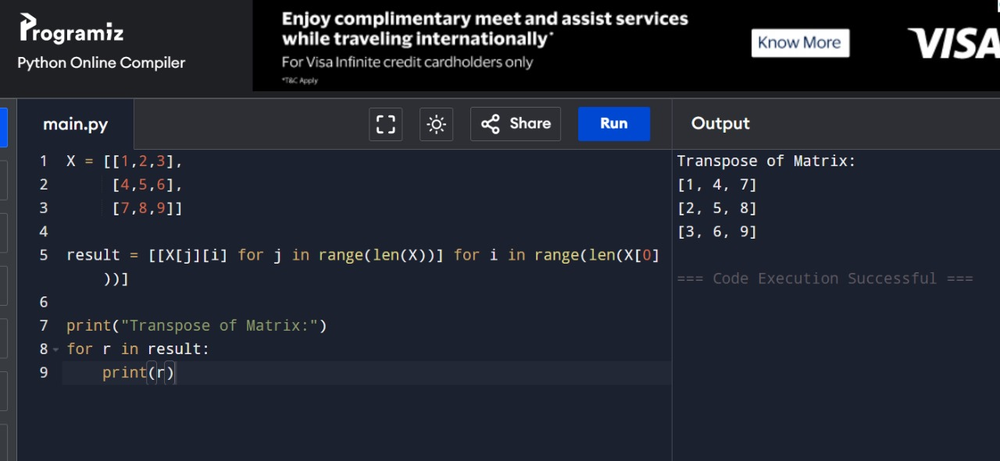 Programiz
Python Online Compiler
Enjoy complimentary meet and assist services
while traveling internationally*
For Visa Infinite credit cardholders only
*T&C Apply
Know More
VISA
main.py
Share
Run
Output
1 X = [[1,2,3],
2      [4,5,6],
3      [7,8,9]]
4
5 result = [[X[j][i] for j in range(len(X))] for i in range(len(X[0]
))]
6
7 print("Transpose of Matrix:")
8 for r in result:
9     print(r)
Transpose of Matrix:
[1, 4, 7]
[2, 5, 8]
[3, 6, 9]
=== Code Execution Successful ===